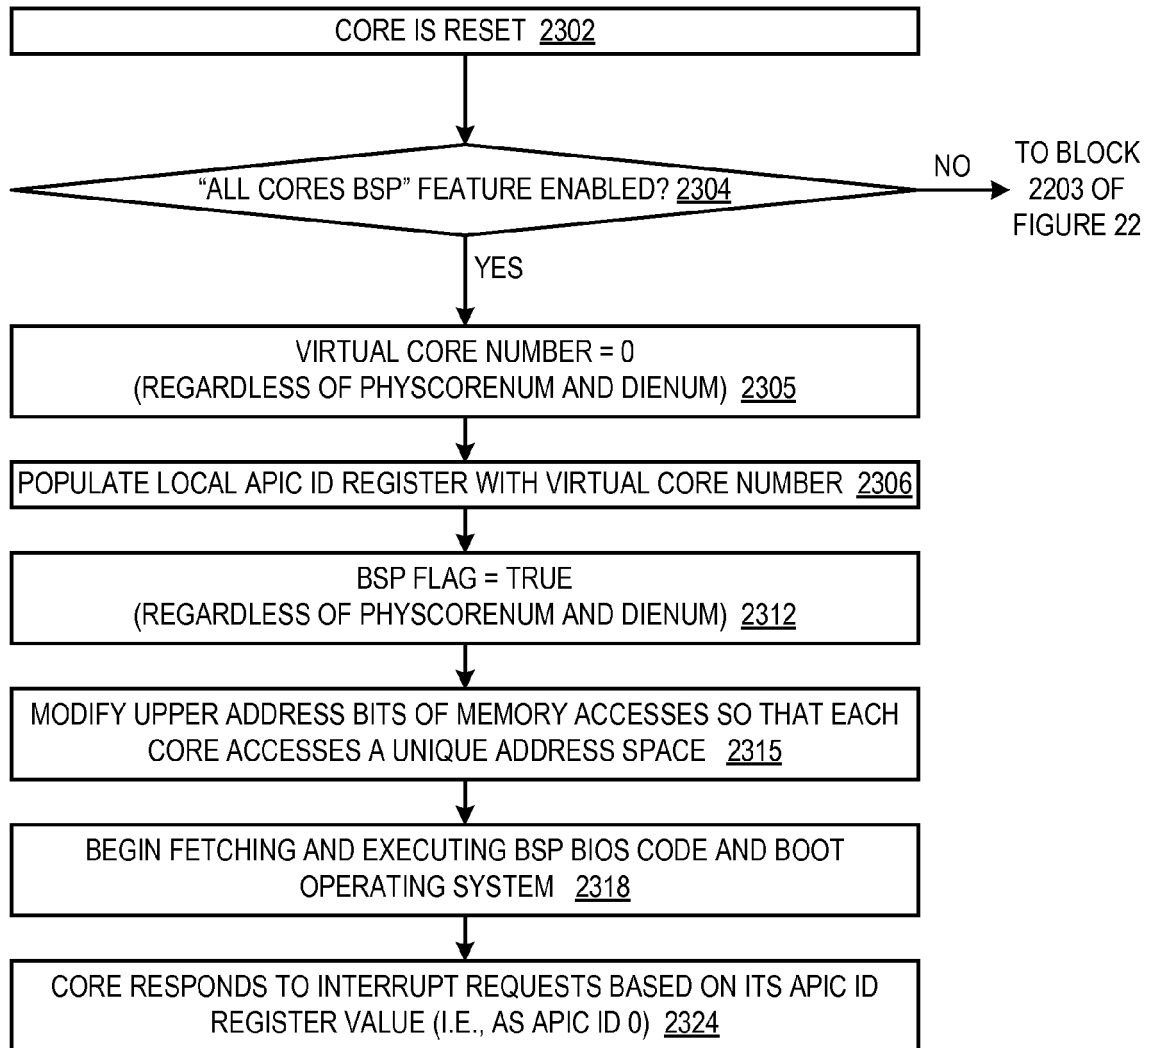 CORE IS RESET 2302
"ALL CORES BSP" FEATURE ENABLED? 2304
NO
TO BLOCK
2203 OF
FIGURE 22
YES
VIRTUAL CORE NUMBER = 0
(REGARDLESS OF PHYSCORENUM AND DIENUM) 2305
POPULATE LOCAL APIC ID REGISTER WITH VIRTUAL CORE NUMBER 2306
BSP FLAG = TRUE
(REGARDLESS OF PHYSCORENUM AND DIENUM) 2312
MODIFY UPPER ADDRESS BITS OF MEMORY ACCESSES SO THAT EACH
CORE ACCESSES A UNIQUE ADDRESS SPACE 2315
BEGIN FETCHING AND EXECUTING BSP BIOS CODE AND BOOT
OPERATING SYSTEM 2318
CORE RESPONDS TO INTERRUPT REQUESTS BASED ON ITS APIC ID
REGISTER VALUE (I.E., AS APIC ID 0) 2324